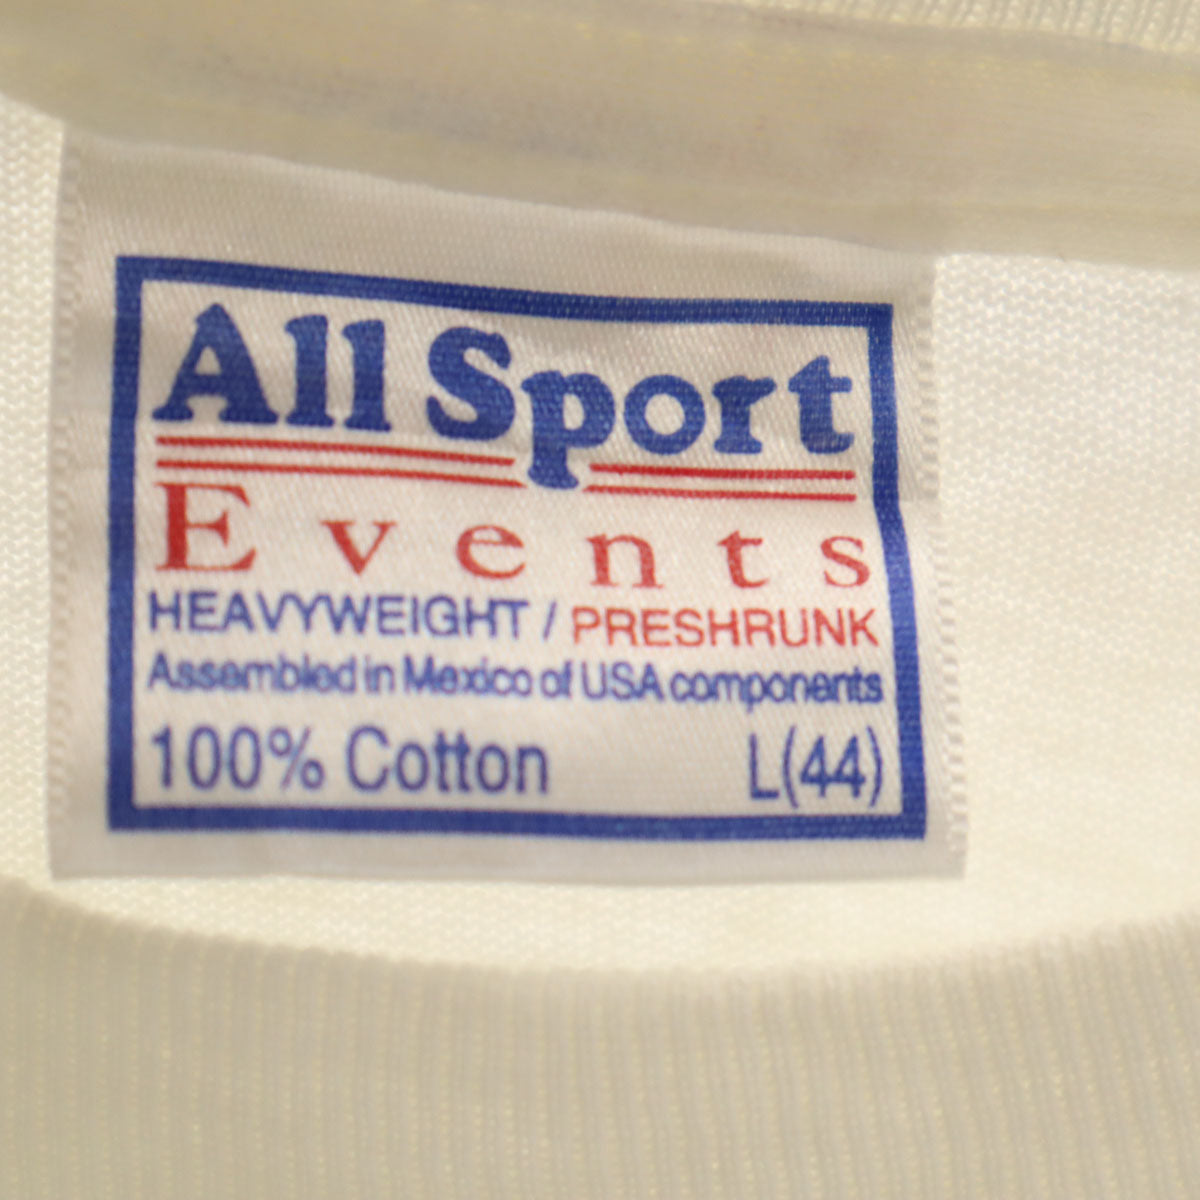 All Sport
Events
HEAVYWEIGHT / PRESHRUNK
Assembled in Mexico of USA components
100% Cotton L(44)